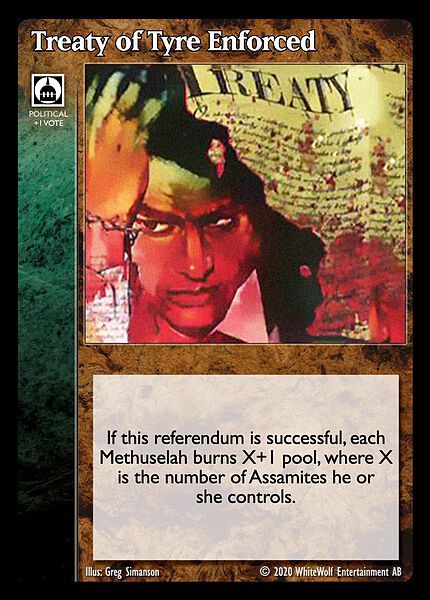 Treaty of Tyre Enforced
POLITICAL
+1 VOTE
TREATY
If this referendum is successful, each
Methuselah burns X+1 pool, where X
is the number of Assamites he or
she controls.
Illus: Greg Simanson
© 2020 WhiteWolf Entertainment AB